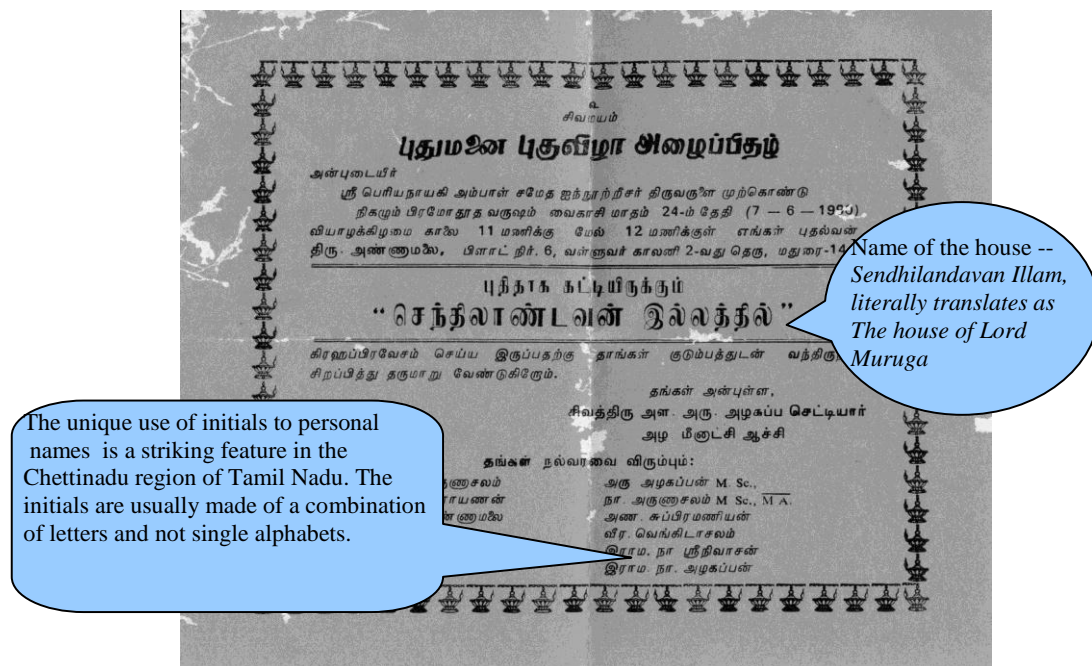 உ
சிவமயம்
புதுமனை புகுவிழா அழைப்பிதழ்
அன்புடையீர்
ஸ்ரீ பெரியநாயகி அம்பாள் சமேத ஐந்நூற்றீசர் திருவருளை முற்கொண்டு
நிகழும் பிரமோதூத வருஷம் வைகாசி மாதம் 24-ம் தேதி (7 — 6 — 1990)
வியாழக்கிழமை காலை 11 மணிக்கு மேல் 12 மணிக்குள் எங்கள் புதல்வன்
திரு. அண்ணாமலை, பிளாட் நிர். 6, வள்ளுவர் காலனி 2-வது தெரு, மதுரை-14
புதிதாக கட்டியிருக்கும்
“செந்திலாண்டவன் இல்லத்தில்”
கிரஹப்பிரவேசம் செய்ய இருப்பதற்கு தாங்கள் குடும்பத்துடன்
சிறப்பித்து தருமாறு வேண்டுகிறோம்.
தங்கள் அன்புள்ள,
சிவத்திரு அள. அரு. அழகப்ப செட்டியார்
அழ மீனாட்சி ஆச்சி
தங்கள் நல்வரவை விரும்பும்:
அரு அழகப்பன் M. Sc.,
நா. அருணாசலம் M Sc., M A.
அண. சுப்பிரமணியன்
வீர. வெங்கிடாசலம்
இராம. நா ஸ்ரீநிவாசன்
இராம. நா. அழகப்பன்
Name of the house --
Sendhilandavan Illam,
literally translates as
The house of Lord
Muruga
The unique use of initials to personal
names is a striking feature in the
Chettinadu region of Tamil Nadu. The
initials are usually made of a combination
of letters and not single alphabets.